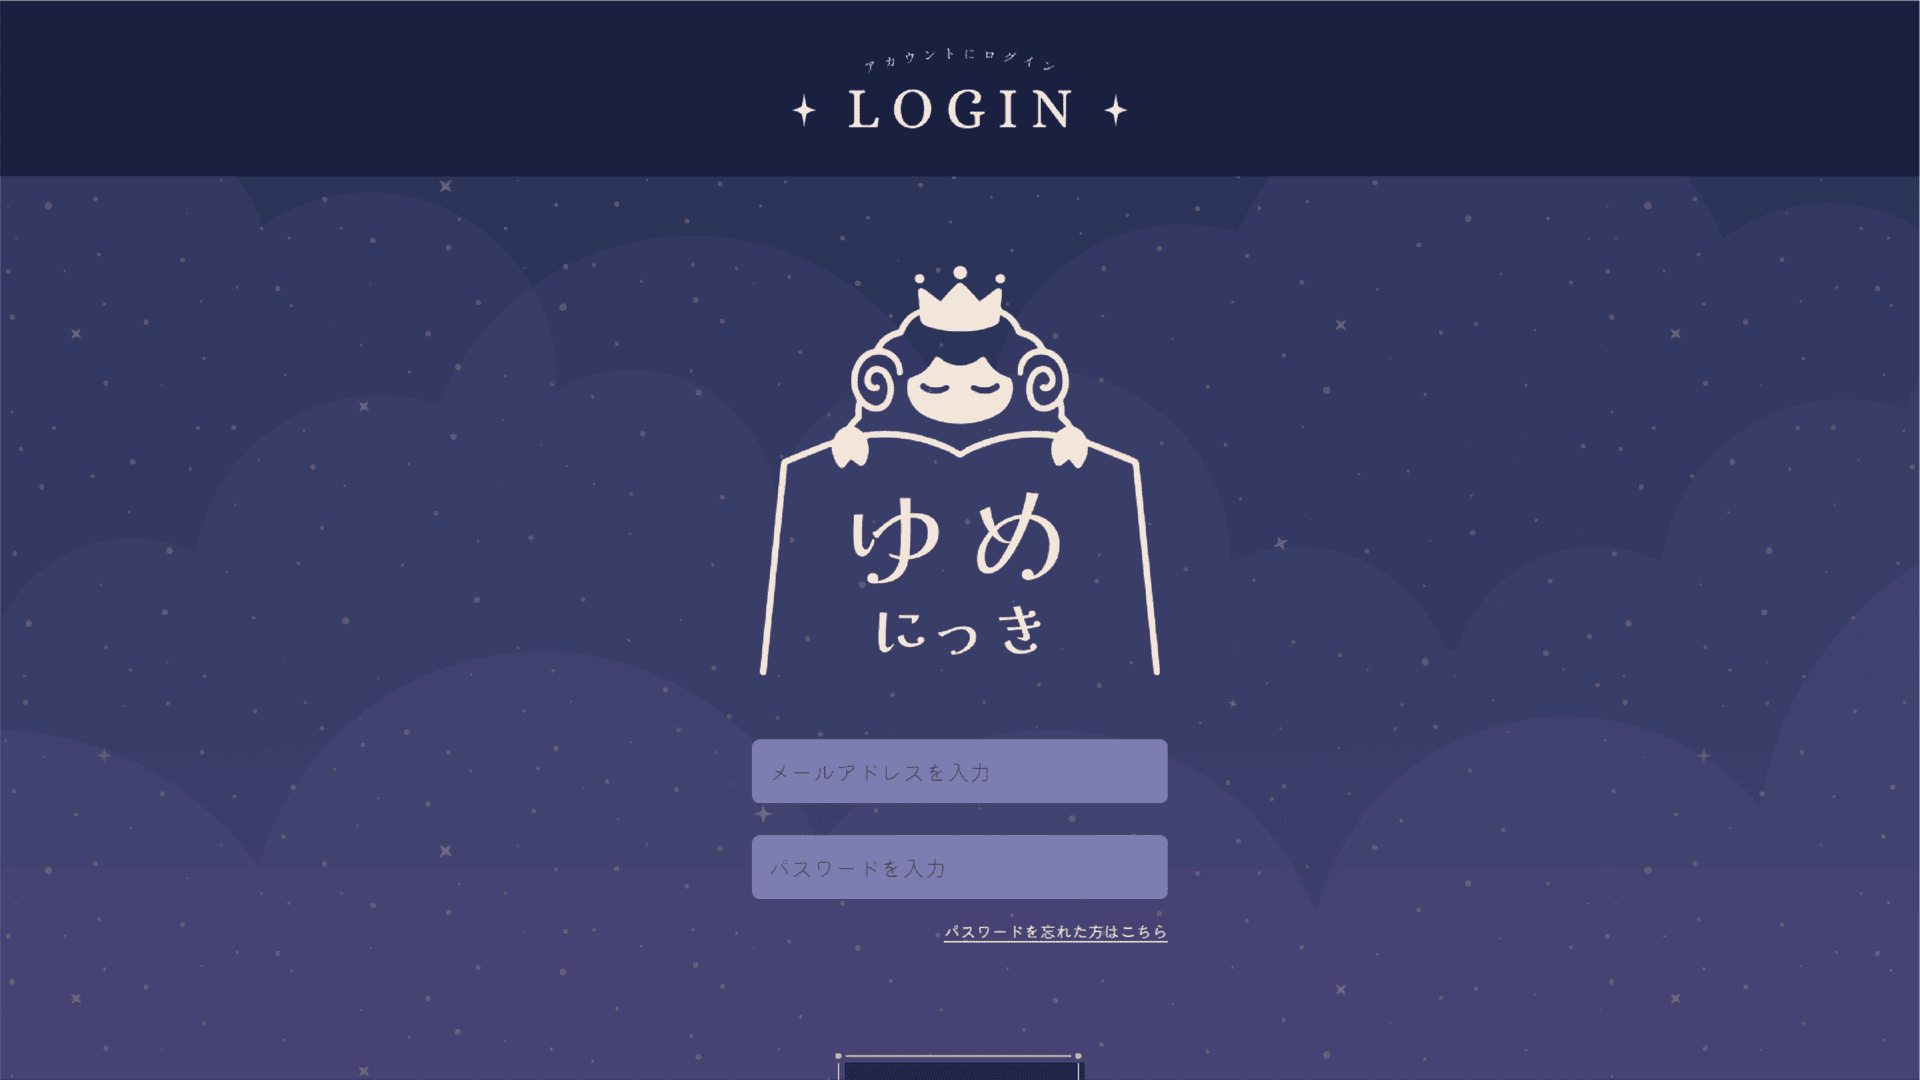 アカウントにログイン
LOGIN
ゆめ
にっき
メールアドレスを入力
パスワードを入力
パスワードを忘れた方はこちら